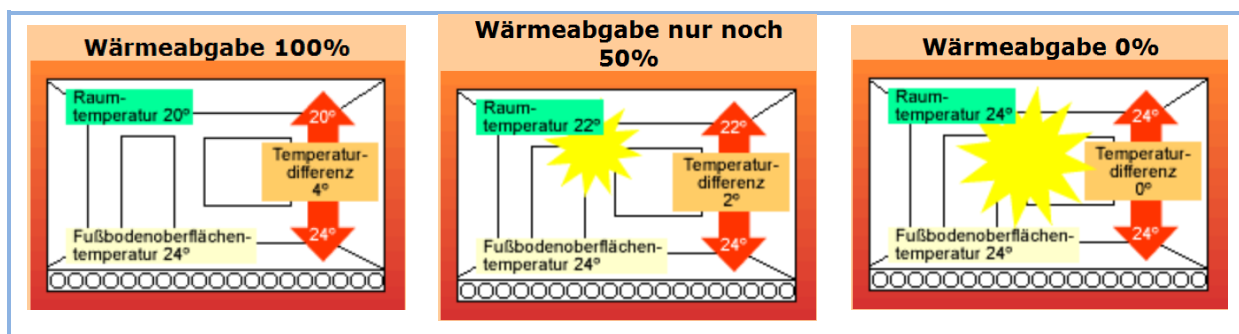 Wärmeabgabe 100%
Raum-
temperatur 20°
20°
Temperatur-
differenz
4°
Fußbodenoberflächen-
temperatur 24°
24°
Wärmeabgabe nur noch
50%
Raum-
temperatur 22°
22°
Temperatur-
differenz
2°
Fußbodenoberflächen-
temperatur 24°
24°
Wärmeabgabe 0%
Raum-
temperatur 24°
24°
Temperatur-
differenz
0°
Fußbodenoberflächen-
temperatur 24°
24°